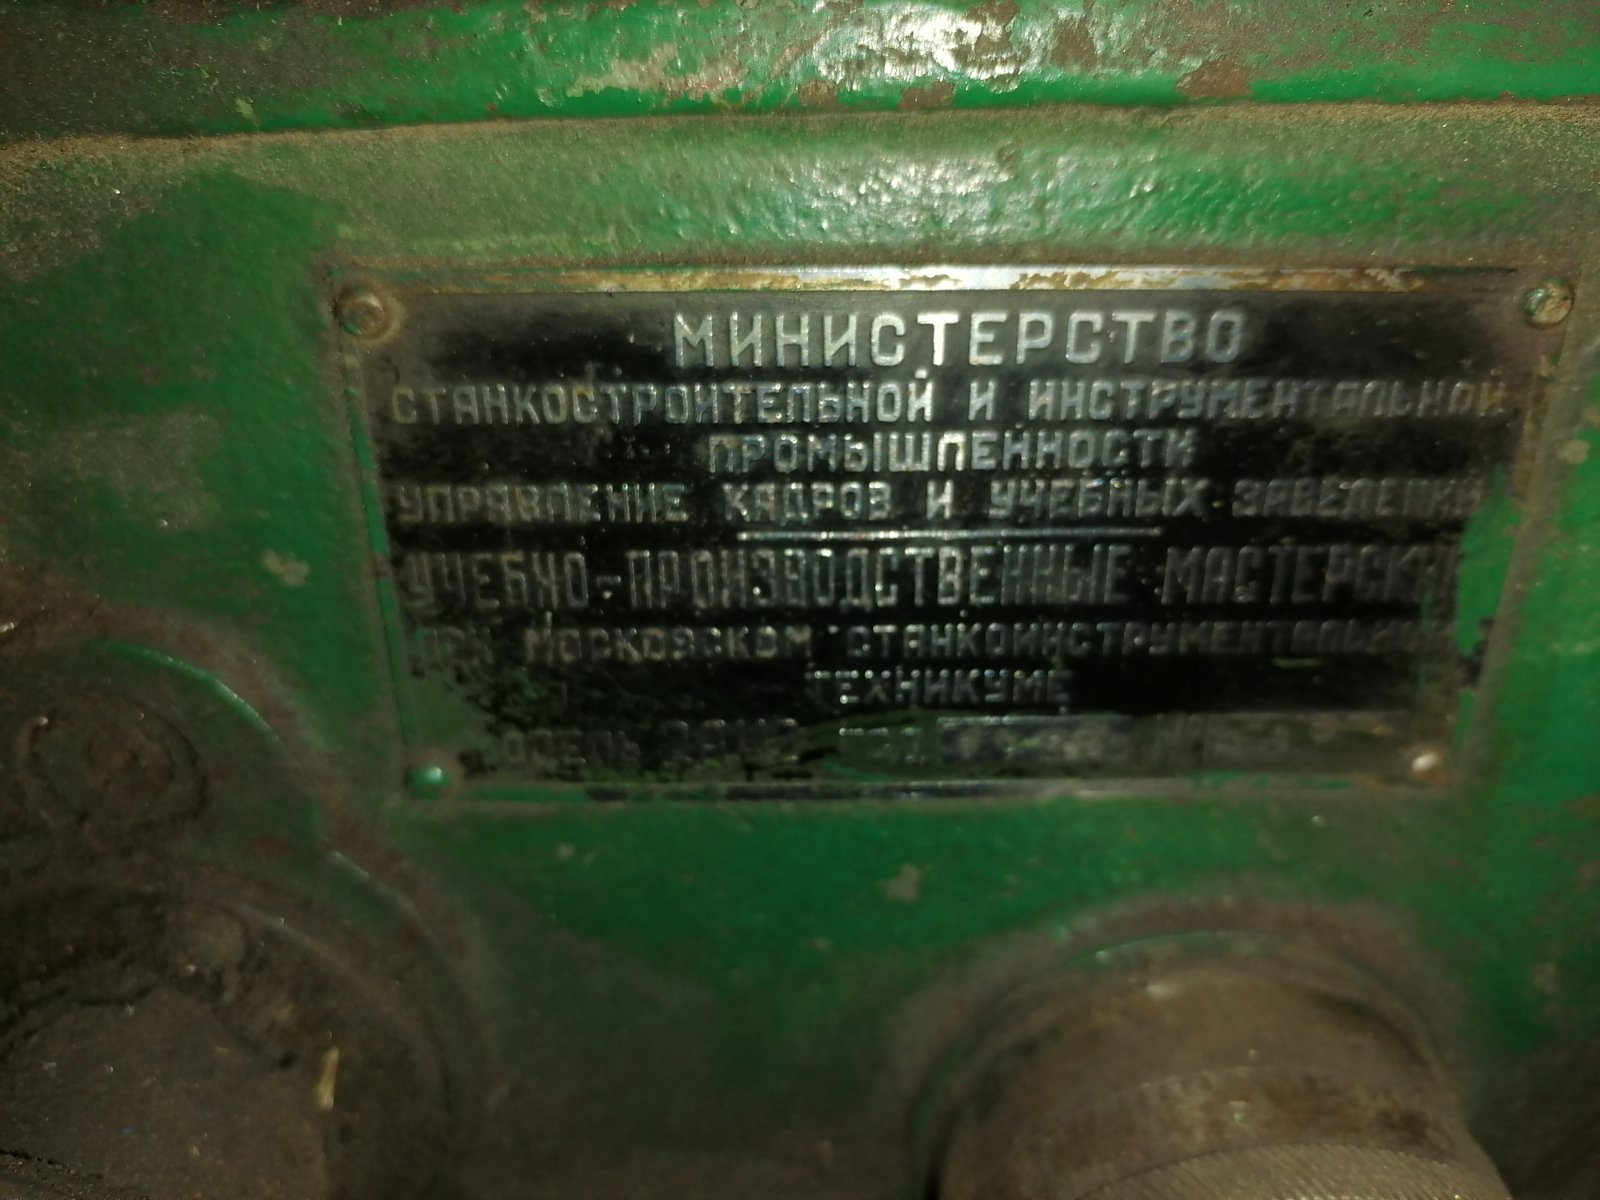 МИНИСТЕРСТВО
СТАНКОСТРОИТЕЛЬНОЙ И ИНСТРУМЕНТАЛЬНОЙ
ПРОМЫШЛЕННОСТИ
УПРАВЛЕНИЕ КАДРОВ И УЧЕБНЫХ ЗАВЕДЕНИЙ
УЧЕБНО-ПРОИЗВОДСТВЕННЫЕ МАСТЕРСКИЕ
ПРИ МОСКОВСКОМ СТАНКОИНСТРУМЕНТАЛЬНОМ
ТЕХНИКУМЕ